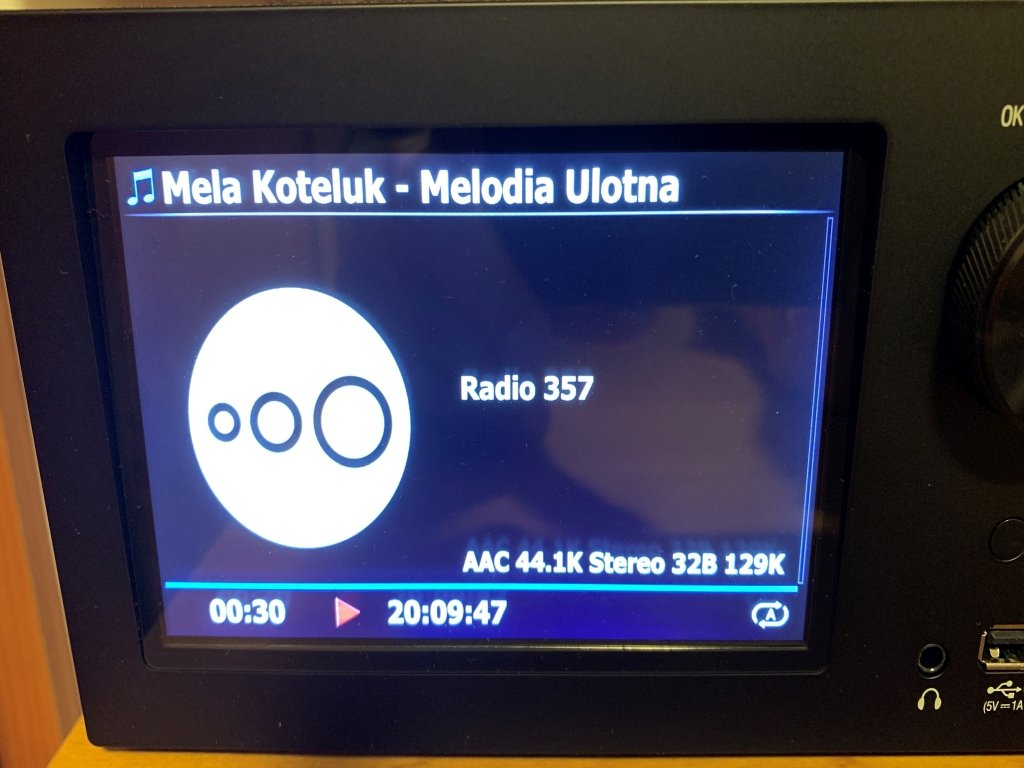 Mela Koteluk - Melodia Ulotna
OK
Radio 357
AAC 44.1K Stereo 32B 129K
00:30 20:09:47 A
(5V⎓1A